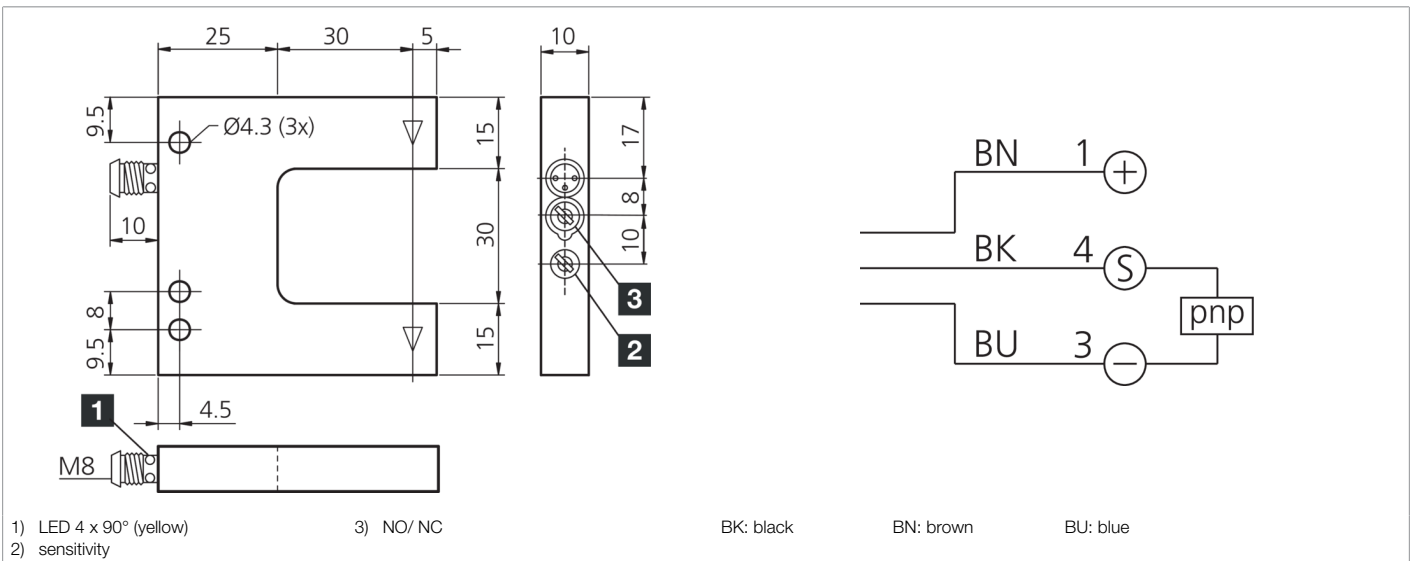 25 30 5 10
9.5 Ø4.3 (3x) 15 17
BN 1 +
10 30 8 10
BK 4 S
pnp
3
8 BU 3 −
2
9.5 15
1 4.5
M8
1) LED 4 x 90° (yellow) 3) NO/ NC BK: black BN: brown BU: blue
2) sensitivity